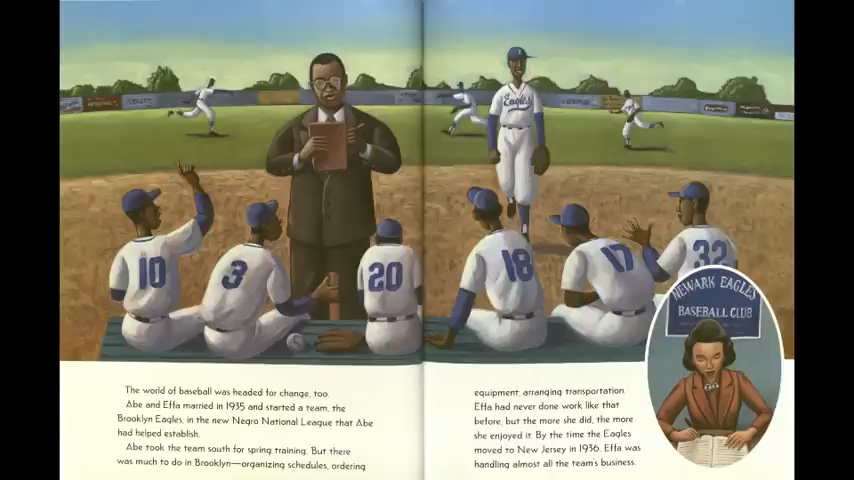 Eagles
10
3
20
18
17
32
NEWARK EAGLES
BASEBALL CLUB
The world of baseball was headed for change, too.
Abe and Effa married in 1935 and started a team, the
Brooklyn Eagles, in the new Negro National League that Abe
had helped establish.
Abe took the team south for spring training. But there
was much to do in Brooklyn—organizing schedules, ordering
equipment, arranging transportation.
Effa had never done work like that
before, but the more she did, the more
she enjoyed it. By the time the Eagles
moved to New Jersey in 1936, Effa was
handling almost all the team's business.